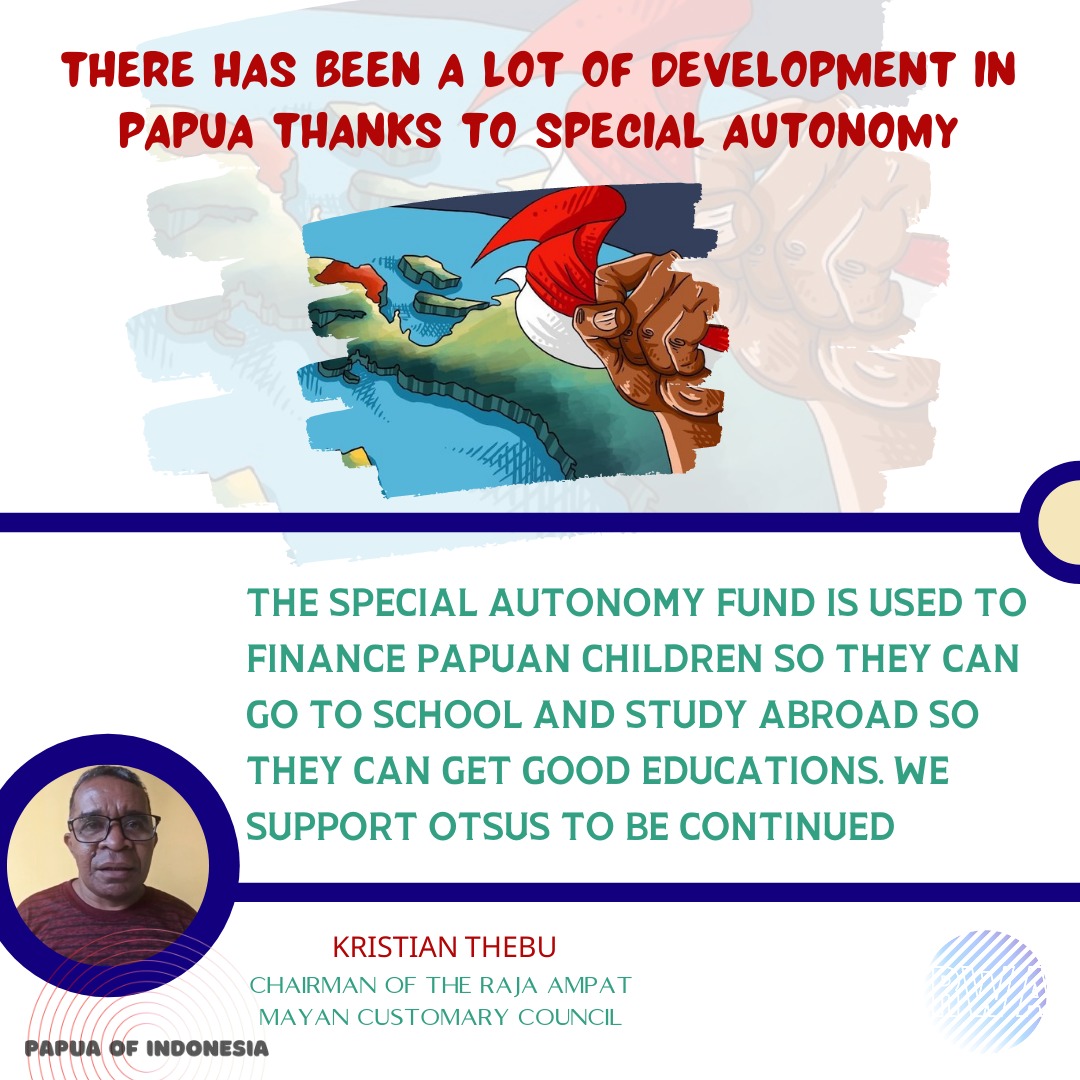 THERE HAS BEEN A LOT OF DEVELOPMENT IN
PAPUA THANKS TO SPECIAL AUTONOMY
THE SPECIAL AUTONOMY FUND IS USED TO
FINANCE PAPUAN CHILDREN SO THEY CAN
GO TO SCHOOL AND STUDY ABROAD SO
THEY CAN GET GOOD EDUCATIONS. WE
SUPPORT OTSUS TO BE CONTINUED
KRISTIAN THEBU
CHAIRMAN OF THE RAJA AMPAT
MAYAN CUSTOMARY COUNCIL
PAPUA OF INDONESIA